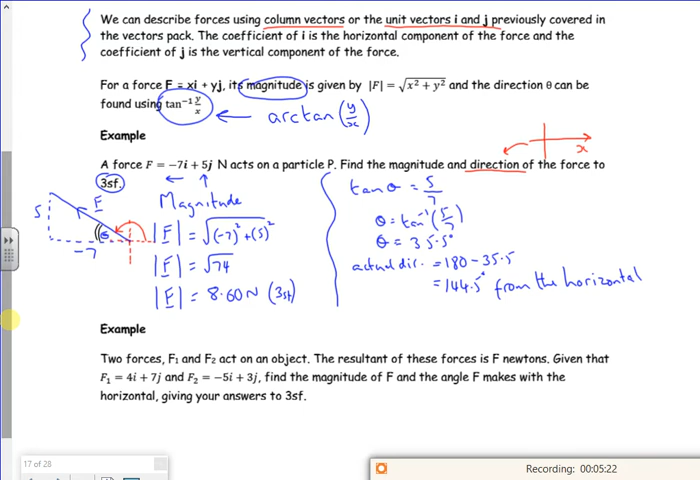 We can describe forces using column vectors or the unit vectors i and j previously covered in
the vectors pack. The coefficient of i is the horizontal component of the force and the
coefficient of j is the vertical component of the force.
For a force F = xi + yj, its magnitude is given by |F| = √(x² + y²) and the direction θ can be
found using tan⁻¹ y/x ← arctan(y/x)
Example
x
A force F = −7i + 5j N acts on a particle P. Find the magnitude and direction of the force to
3sf.
5
F
θ
-7
Magnitude
|F| = √((-7)² + (5)²)
|F| = √74
|F| = 8.60N (3sf)
tanθ = 5/7
θ = tan⁻¹(5/7)
θ = 35.5°
actual dir. = 180 - 35.5
= 144.5° from the horizontal
Example
Two forces, F₁ and F₂ act on an object. The resultant of these forces is F newtons. Given that
F₁ = 4i + 7j and F₂ = −5i + 3j, find the magnitude of F and the angle F makes with the
horizontal, giving your answers to 3sf.
17 of 28
Recording: 00:05:22